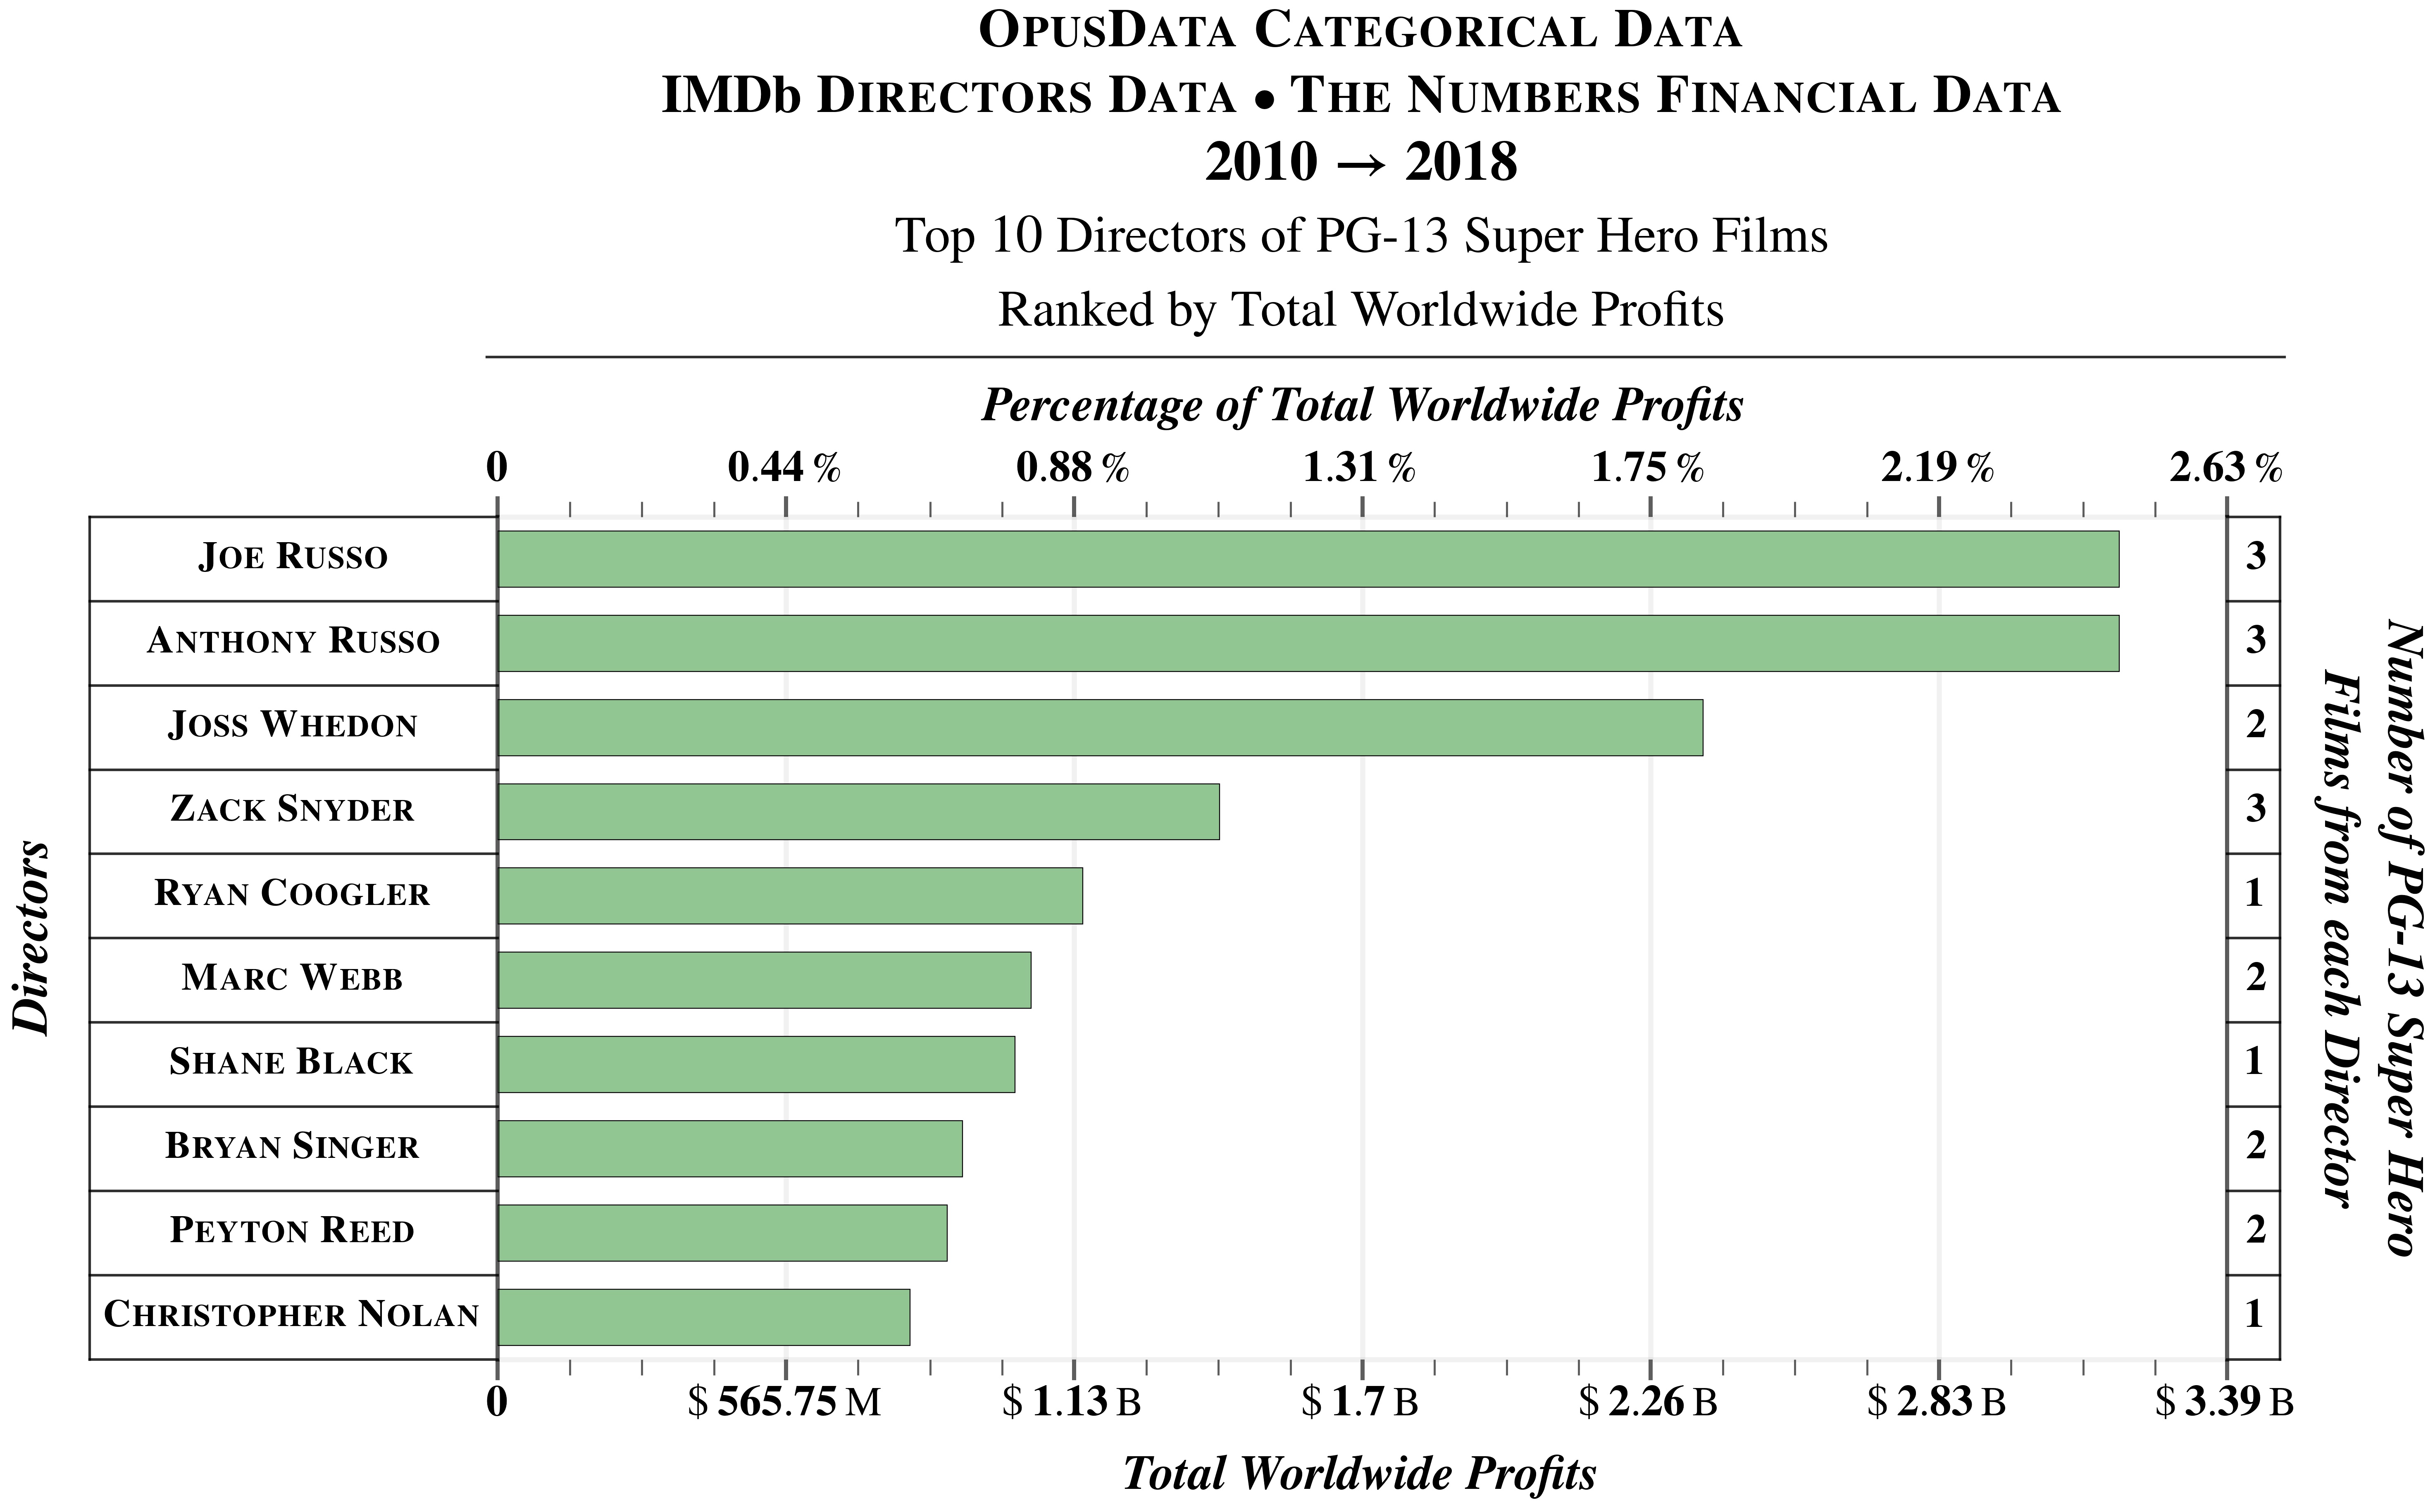 OpusData Categorical Data
IMDb Directors Data • The Numbers Financial Data
2010 → 2018
Top 10 Directors of PG-13 Super Hero Films
Ranked by Total Worldwide Profits
Percentage of Total Worldwide Profits
0 0.44 % 0.88 % 1.31 % 1.75 % 2.19 % 2.63 %
Directors
Joe Russo 3
Anthony Russo 3
Joss Whedon 2
Zack Snyder 3
Ryan Coogler 1
Marc Webb 2
Shane Black 1
Bryan Singer 2
Peyton Reed 2
Christopher Nolan 1
Number of PG-13 Super Hero
Films from each Director
0 $ 565.75 M $ 1.13 B $ 1.7 B $ 2.26 B $ 2.83 B $ 3.39 B
Total Worldwide Profits